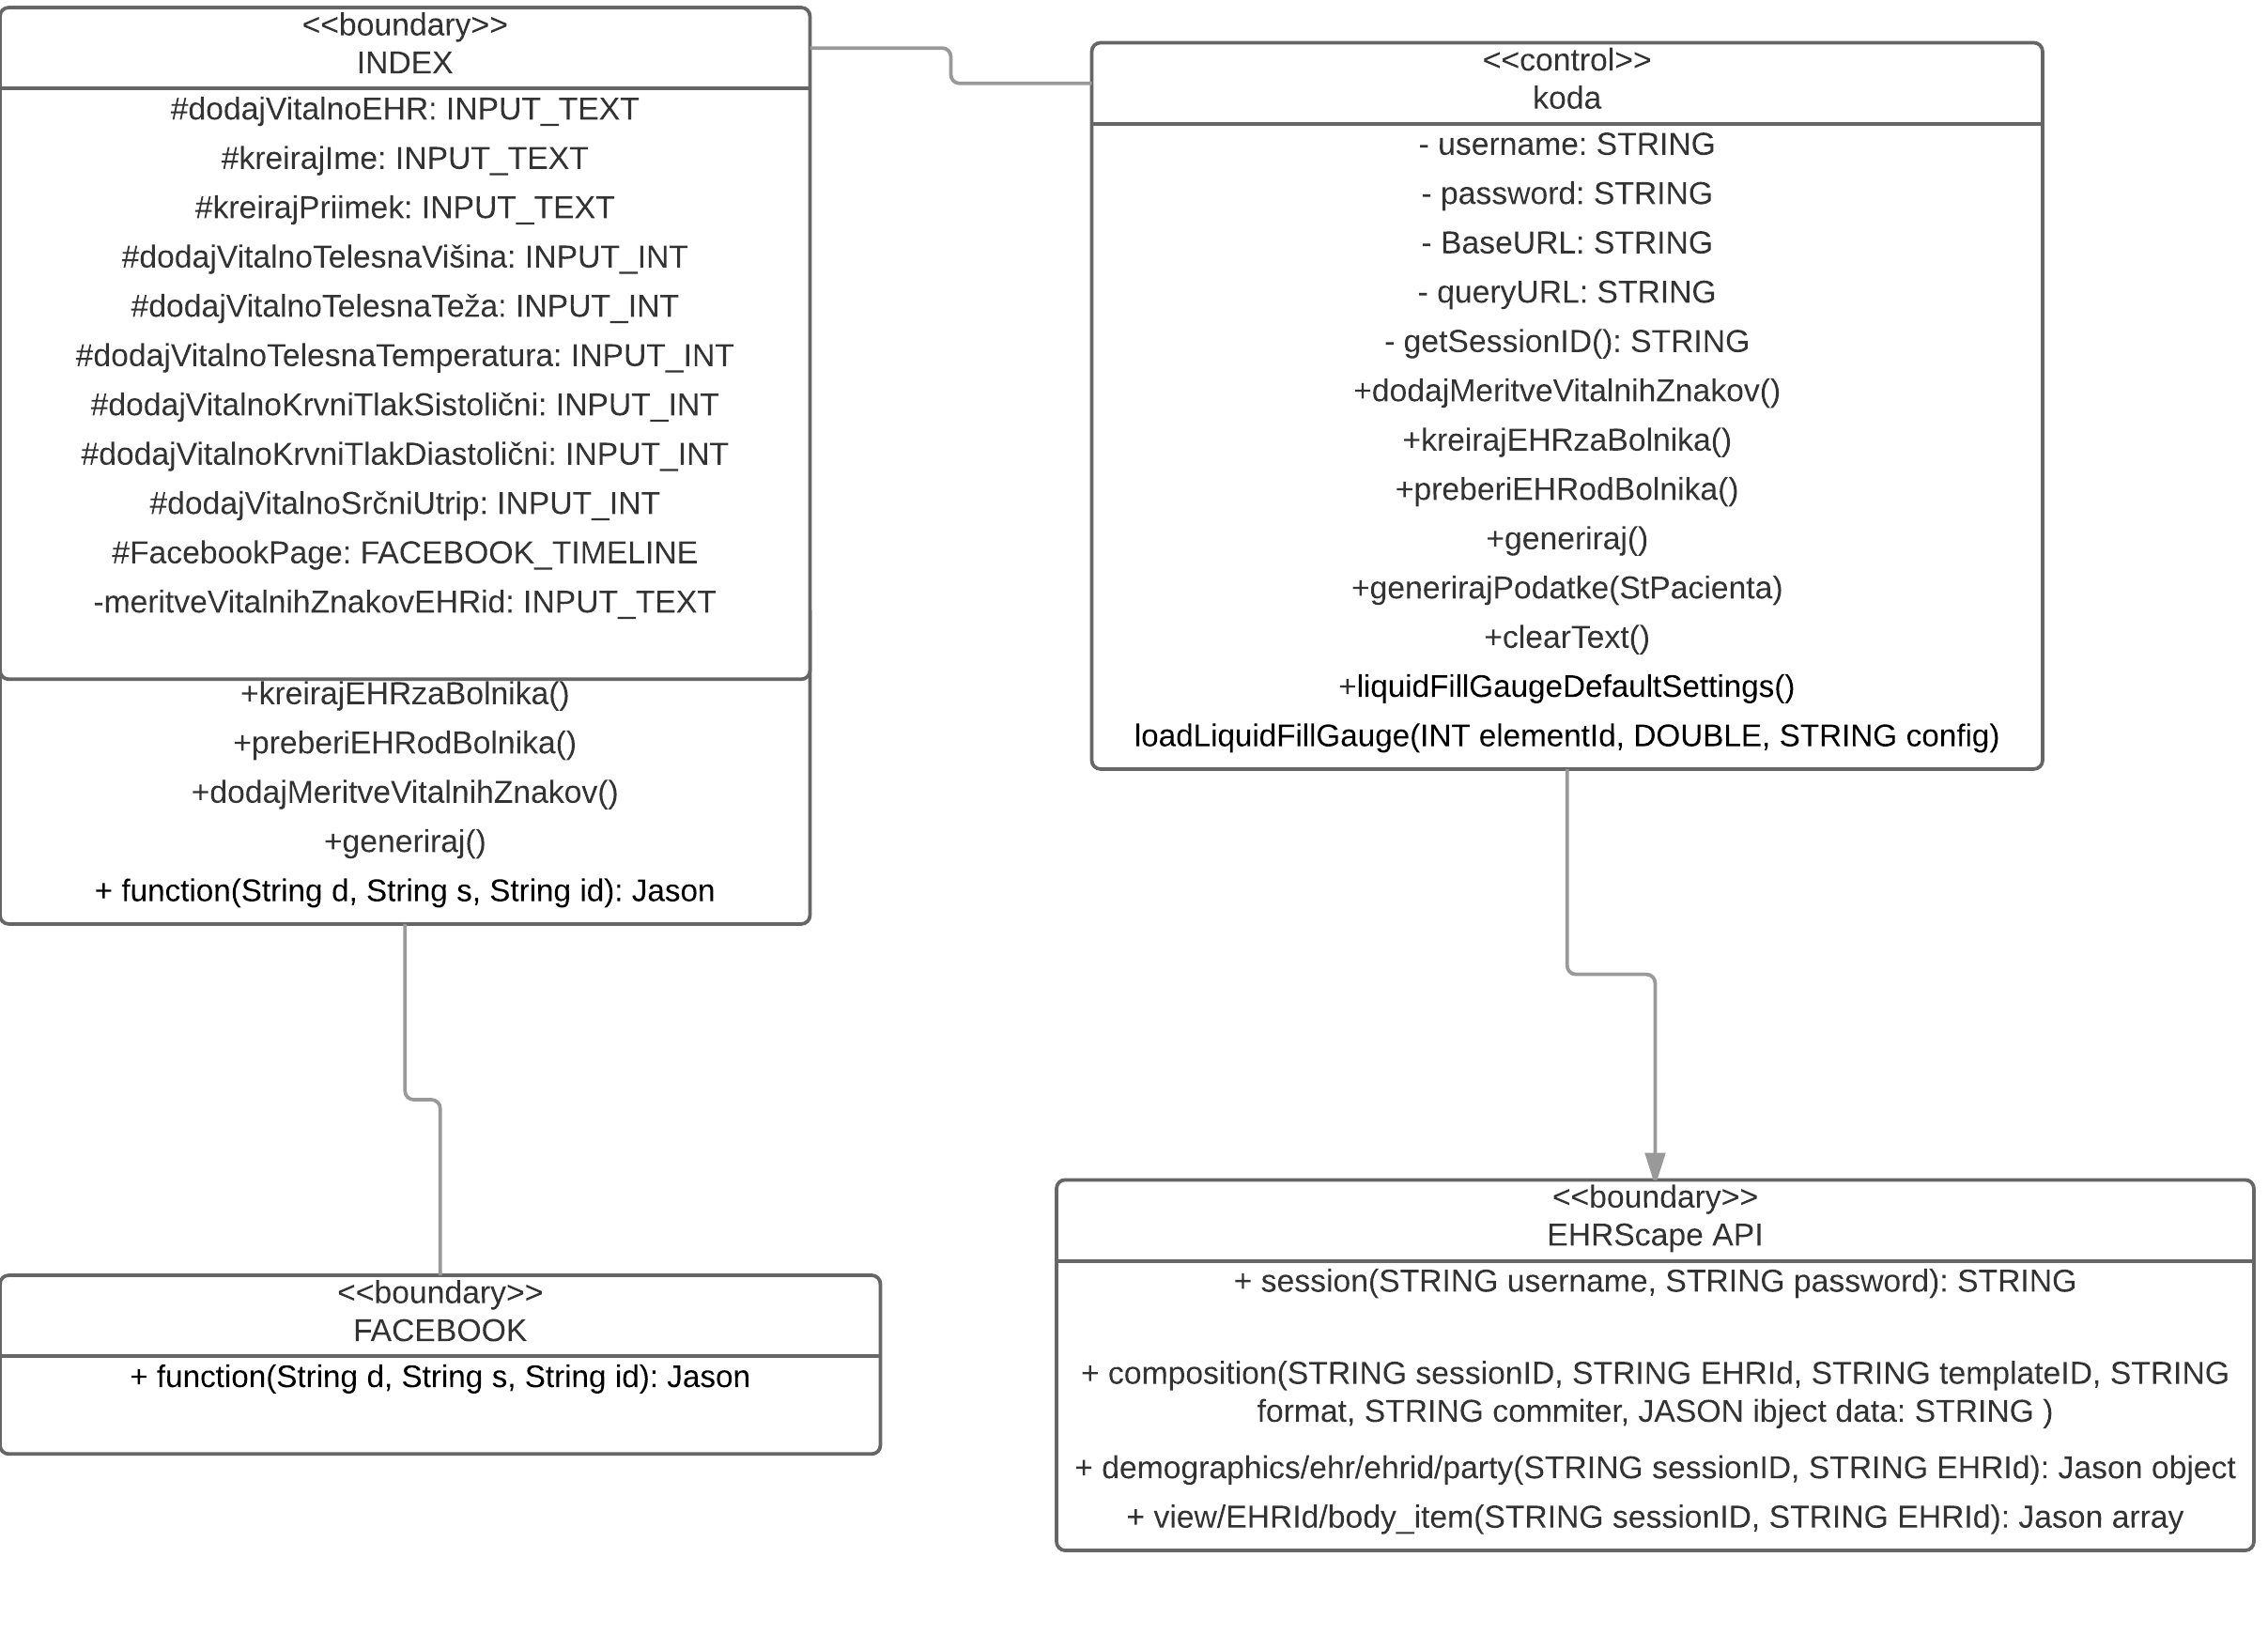 <<boundary>>
INDEX
#dodajVitalnoEHR: INPUT_TEXT
#kreirajIme: INPUT_TEXT
#kreirajPriimek: INPUT_TEXT
#dodajVitalnoTelesnaVišina: INPUT_INT
#dodajVitalnoTelesnaTeža: INPUT_INT
#dodajVitalnoTelesnaTemperatura: INPUT_INT
#dodajVitalnoKrvniTlakSistolični: INPUT_INT
#dodajVitalnoKrvniTlakDiastolični: INPUT_INT
#dodajVitalnoSrčniUtrip: INPUT_INT
#FacebookPage: FACEBOOK_TIMELINE
-meritveVitalnihZnakovEHRid: INPUT_TEXT
+kreirajEHRzaBolnika()
+preberiEHRodBolnika()
+dodajMeritveVitalnihZnakov()
+generiraj()
+ function(String d, String s, String id): Jason
<<control>>
koda
- username: STRING
- password: STRING
- BaseURL: STRING
- queryURL: STRING
- getSessionID(): STRING
+dodajMeritveVitalnihZnakov()
+kreirajEHRzaBolnika()
+preberiEHRodBolnika()
+generiraj()
+generirajPodatke(StPacienta)
+clearText()
+liquidFillGaugeDefaultSettings()
loadLiquidFillGauge(INT elementId, DOUBLE, STRING config)
<<boundary>>
FACEBOOK
+ function(String d, String s, String id): Jason
<<boundary>>
EHRScape API
+ session(STRING username, STRING password): STRING
+ composition(STRING sessionID, STRING EHRId, STRING templateID, STRING
format, STRING commiter, JASON ibject data: STRING )
+ demographics/ehr/ehrid/party(STRING sessionID, STRING EHRId): Jason object
+ view/EHRId/body_item(STRING sessionID, STRING EHRId): Jason array